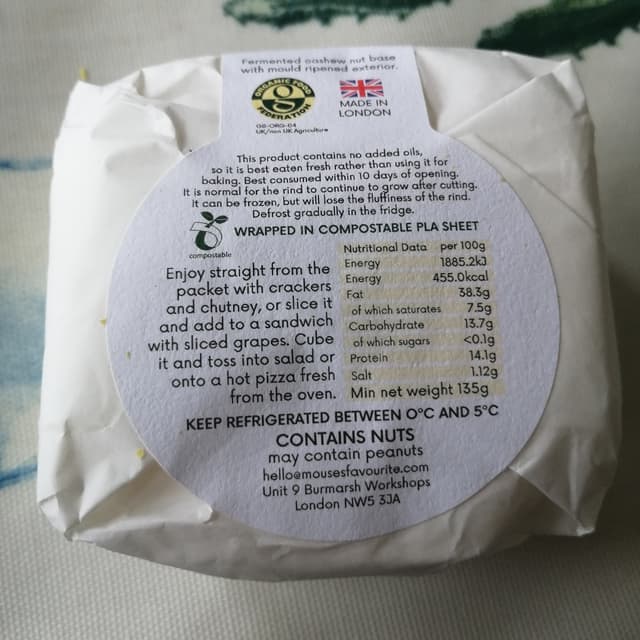 Fermented cashew nut base
with mould ripened exterior.
ORGANIC FOOD
FEDERATION
GB-ORG-04
UK/non UK Agriculture
MADE IN
LONDON
This product contains no added oils,
so it is best eaten fresh rather than using it for
baking. Best consumed within 10 days of opening.
It is normal for the rind to continue to grow after cutting.
It can be frozen, but will lose the fluffiness of the rind.
Defrost gradually in the fridge.
compostable
WRAPPED IN COMPOSTABLE PLA SHEET
Enjoy straight from the
packet with crackers
and chutney, or slice it
and add to a sandwich
with sliced grapes. Cube
it and toss into salad or
onto a hot pizza fresh
from the oven.
Nutritional Data per 100g
Energy 1885.2kJ
Energy 455.0kcal
Fat 38.3g
of which saturates 7.5g
Carbohydrate 13.7g
of which sugars <0.1g
Protein 14.1g
Salt 1.12g
Min net weight 135g
KEEP REFRIGERATED BETWEEN 0°C AND 5°C
CONTAINS NUTS
may contain peanuts
hello@mousesfavourite.com
Unit 9 Burmarsh Workshops
London NW5 3JA